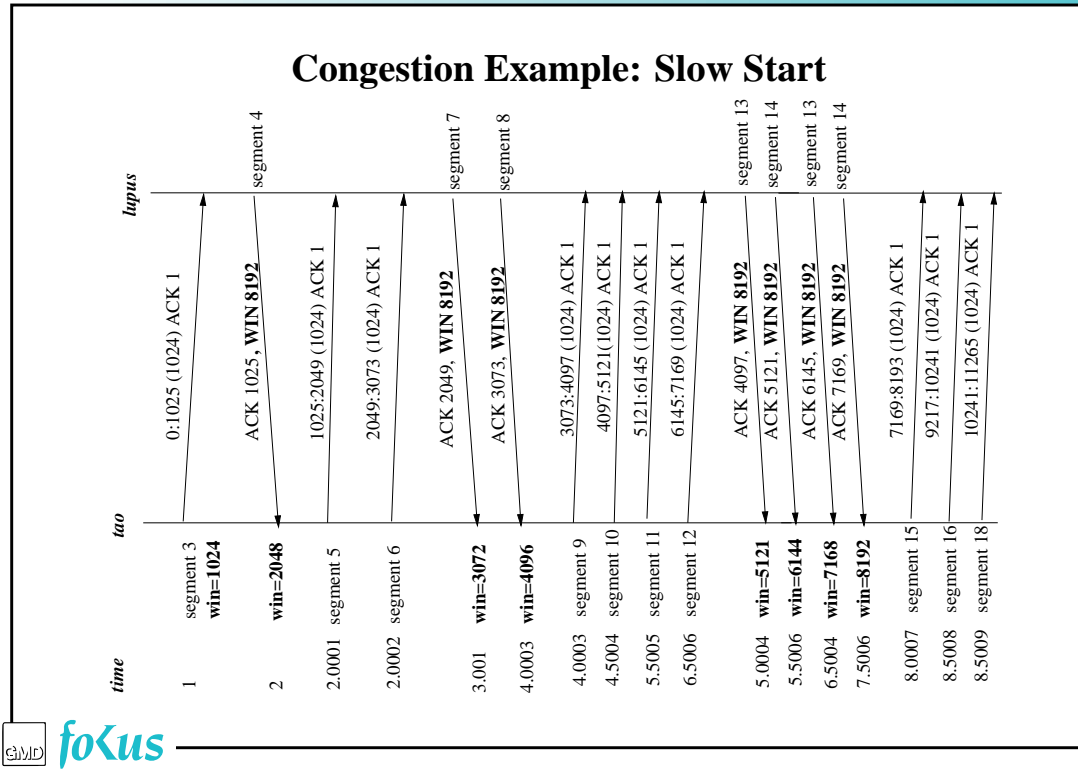 Congestion Example: Slow Start
lupus
segment 4
segment 7
segment 8
segment 13
segment 14
segment 13
segment 14
0:1025 (1024) ACK 1
ACK 1025, WIN 8192
1025:2049 (1024) ACK 1
2049:3073 (1024) ACK 1
ACK 2049, WIN 8192
ACK 3073, WIN 8192
3073:4097 (1024) ACK 1
4097:5121(1024) ACK 1
5121:6145 (1024) ACK 1
6145:7169 (1024) ACK 1
ACK 4097, WIN 8192
ACK 5121, WIN 8192
ACK 6145, WIN 8192
ACK 7169, WIN 8192
7169:8193 (1024) ACK 1
9217:10241 (1024) ACK 1
10241:11265 (1024) ACK 1
tao
segment 3
win=1024
win=2048
segment 5
segment 6
win=3072
win=4096
segment 9
segment 10
segment 11
segment 12
win=5121
win=6144
win=7168
win=8192
segment 15
segment 16
segment 18
time
1
2
2.0001
2.0002
3.001
4.0003
4.0003
4.5004
5.5005
6.5006
5.0004
5.5006
6.5004
7.5006
8.0007
8.5008
8.5009
GMD
foKus